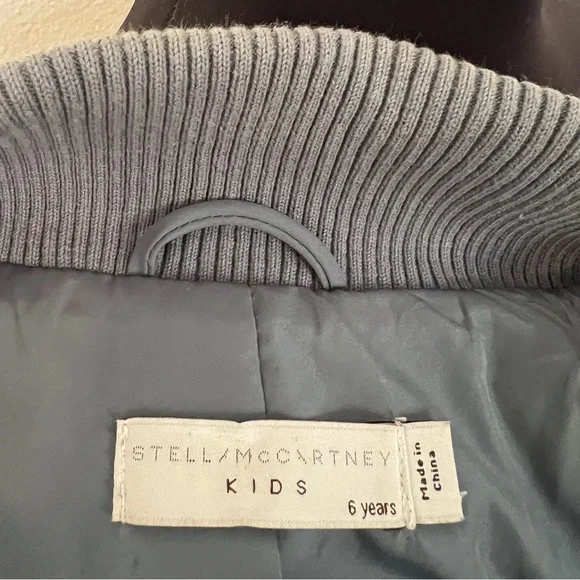 STELLA McCARTNEY
KIDS
6 years
Made in
China